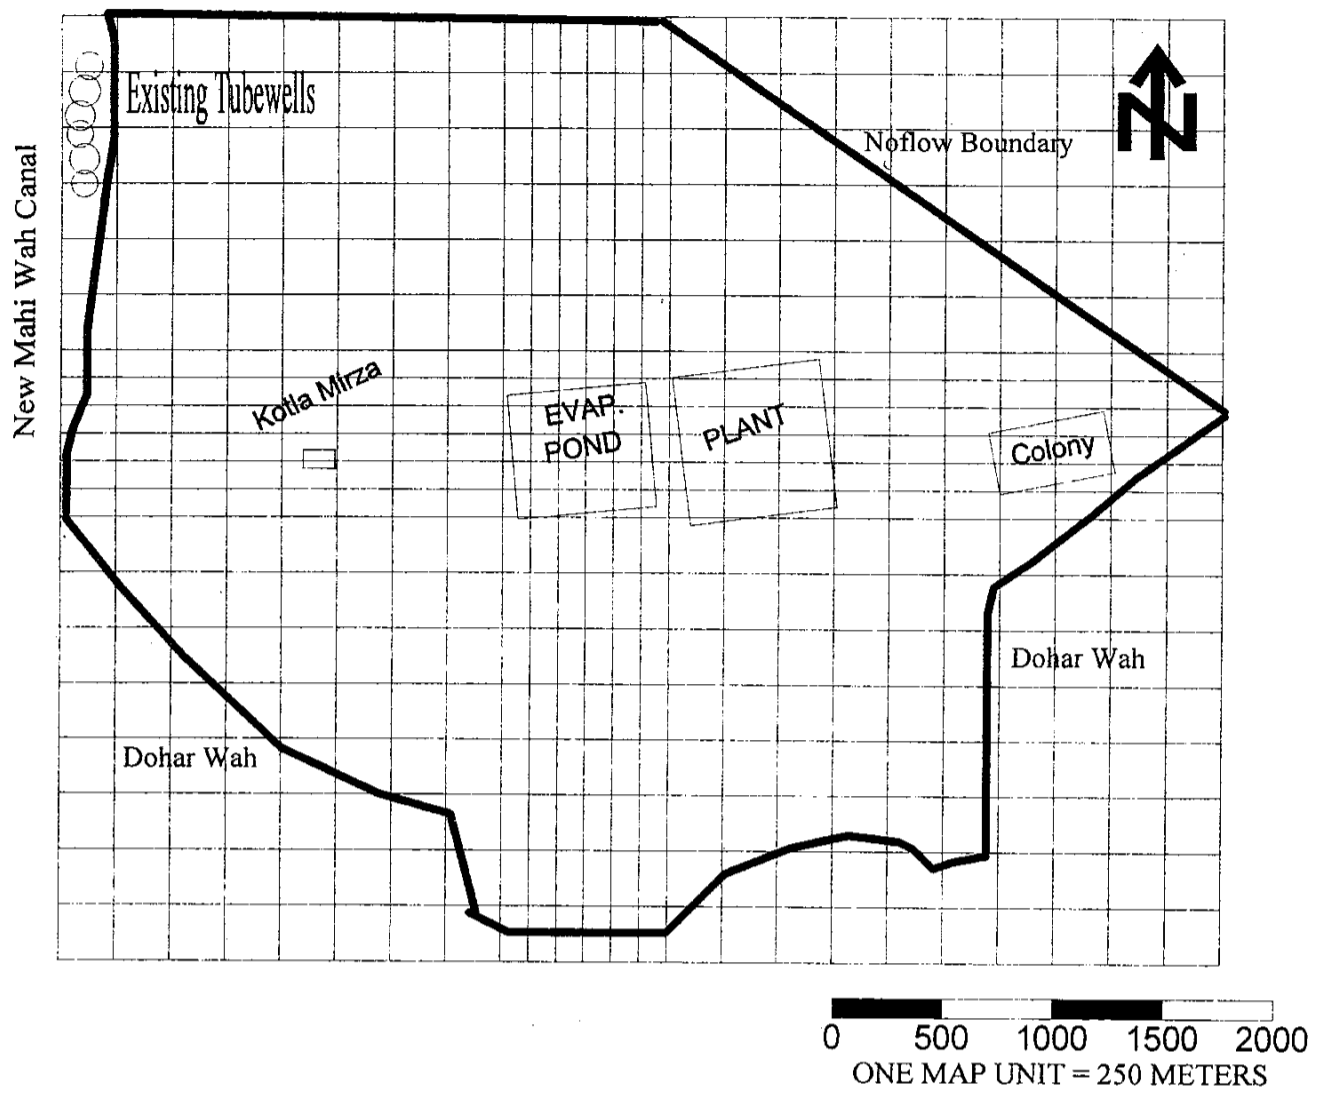 Existing Tubewells
Noflow Boundary
N
New Mahi Wah Canal
Kotla Mirza
EVAP.
POND
PLANT
Colony
Dohar Wah
Dohar Wah
0 500 1000 1500 2000
ONE MAP UNIT = 250 METERS